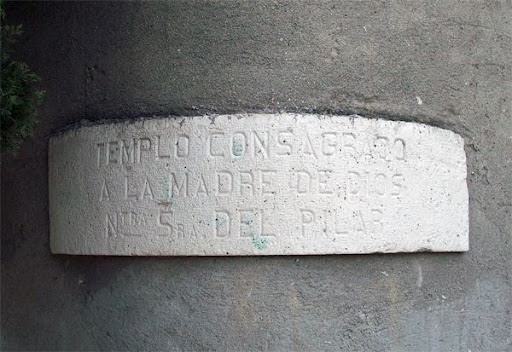 TEMPLO CONSAGRADO
A LA MADRE DE DIOS
NTRA SRA DEL PILAR